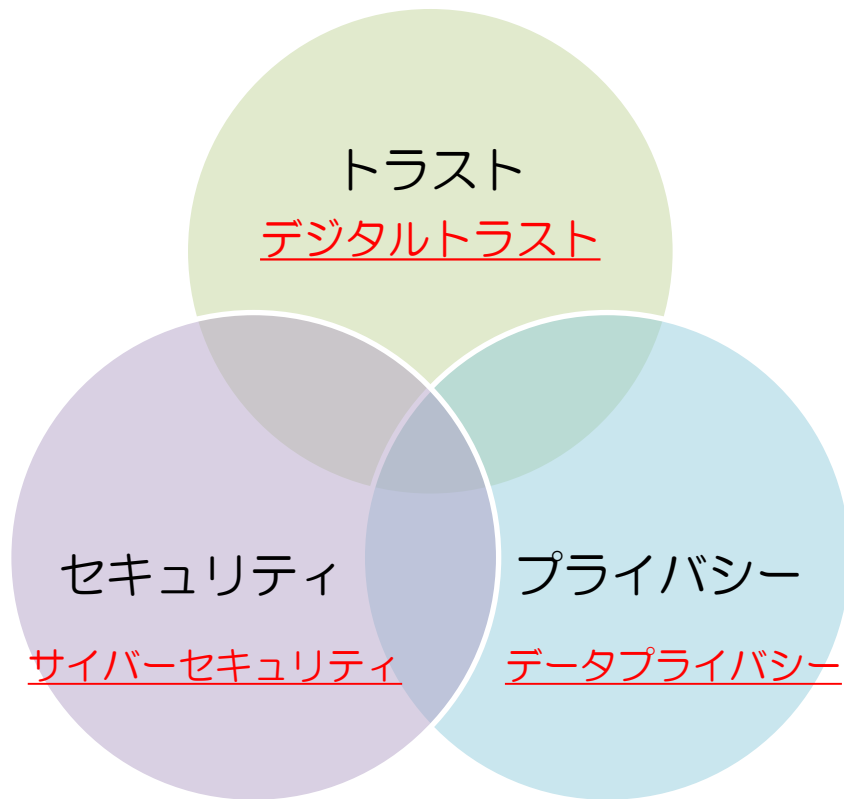 トラスト
デジタルトラスト
セキュリティ
プライバシー
サイバーセキュリティ
データプライバシー